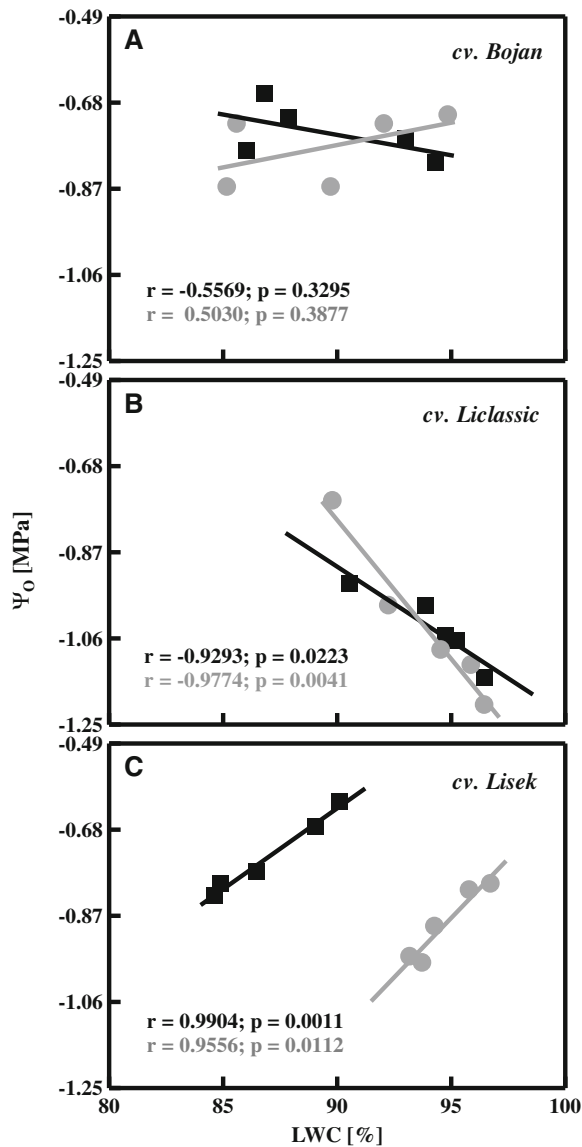 -0.49
A
cv. Bojan
-0.68
-0.87
-1.06
r = -0.5569; p = 0.3295
r = 0.5030; p = 0.3877
-1.25
-0.49
B
cv. Liclassic
-0.68
-0.87
-1.06
r = -0.9293; p = 0.0223
r = -0.9774; p = 0.0041
-1.25
Ψ_O [MPa]
-0.49
C
cv. Lisek
-0.68
-0.87
-1.06
r = 0.9904; p = 0.0011
r = 0.9556; p = 0.0112
-1.25
80 85 90 95 100
LWC [%]